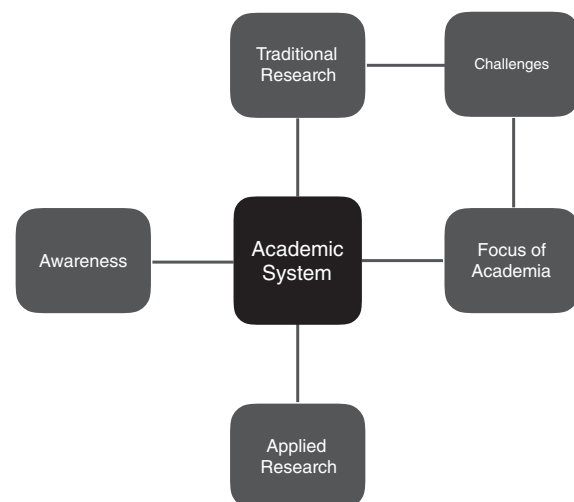 Traditional
Research
Challenges
Awareness
Academic
System
Focus of
Academia
Applied
Research